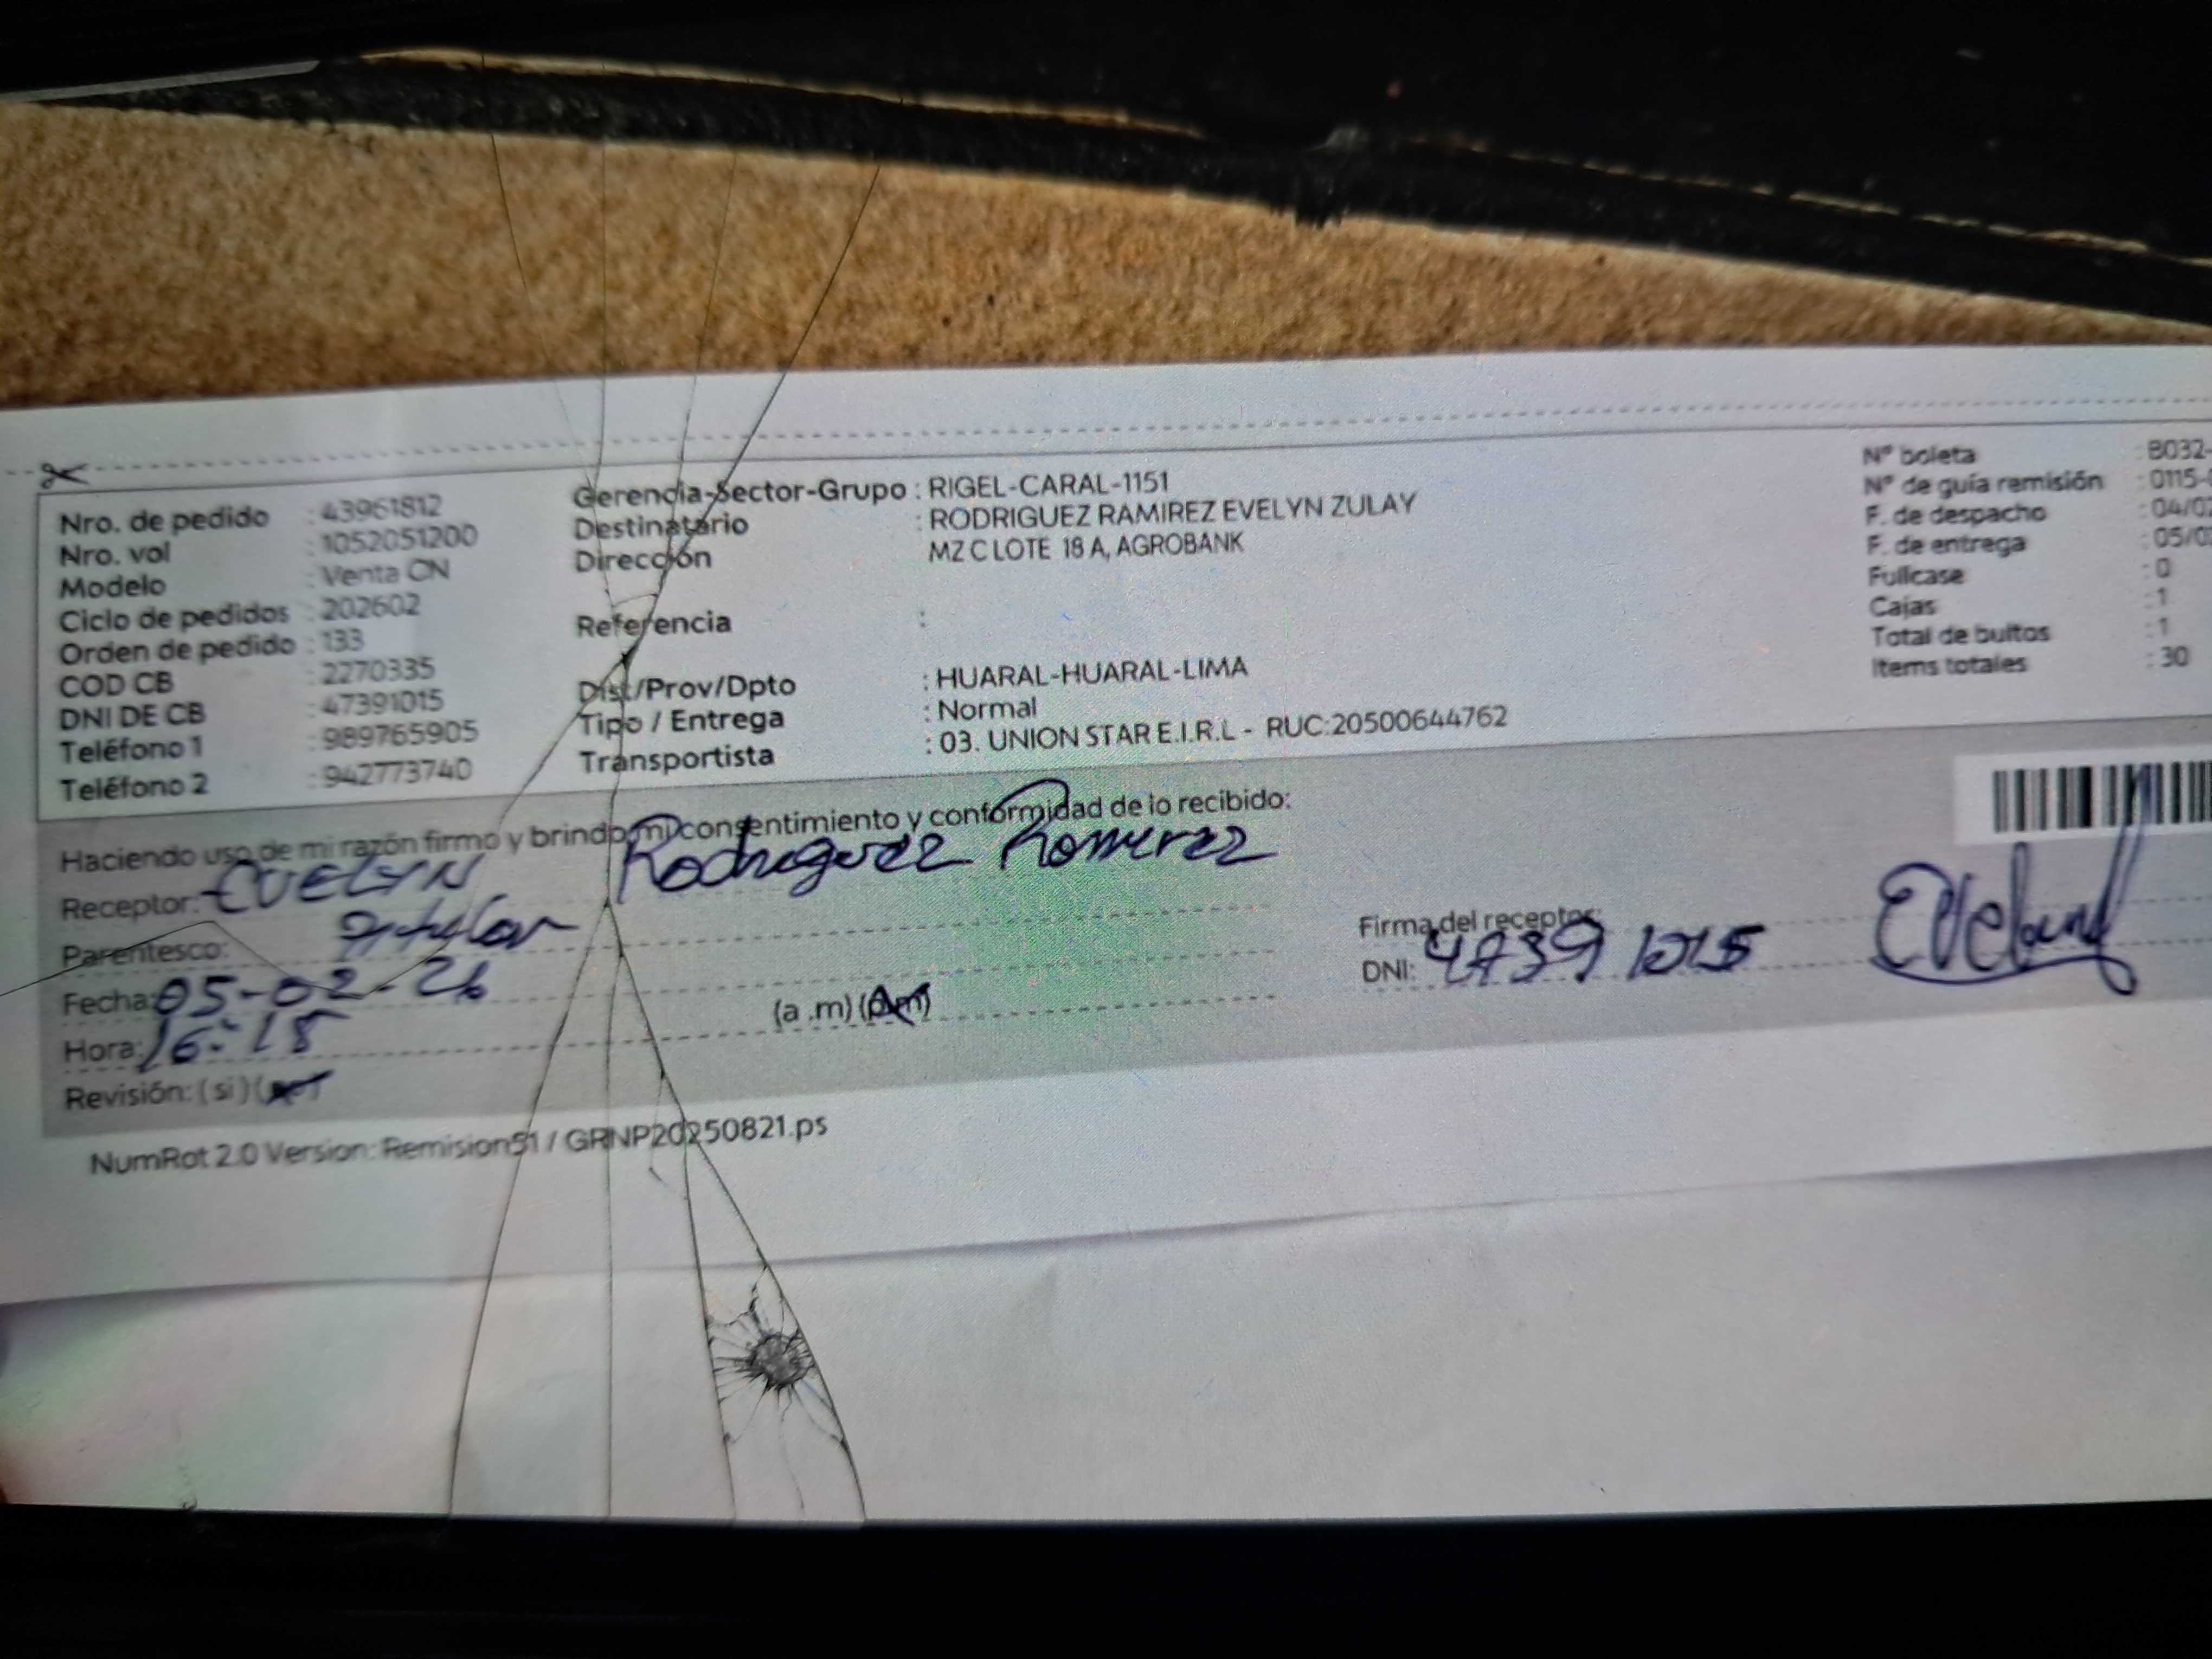 Nro. de pedido : 43961812
Nro. vol : 1052051200
Modelo : Venta CN
Ciclo de pedidos : 202602
Orden de pedido : 133
COD CB : 2270335
DNI DE CB : 47391015
Teléfono 1 : 989765905
Teléfono 2 : 942773740
Gerencia-Sector-Grupo : RIGEL-CARAL-1151
Destinatario : RODRIGUEZ RAMIREZ EVELYN ZULAY
Dirección MZ C LOTE 18 A, AGROBANK
Referencia :
Dist/Prov/Dpto : HUARAL-HUARAL-LIMA
Tipo / Entrega : Normal
Transportista : 03. UNION STAR E.I.R.L - RUC:20500644762
N° boleta : B032-
N° de guía remisión : 0115-
F. de despacho : 04/02
F. de entrega : 05/0
Fullcase : 0
Cajas : 1
Total de bultos : 1
Items totales : 30
Haciendo uso de mi razón firmo y brindo mi consentimiento y conformidad de lo recibido:
Receptor: EVELYN Rodriguez Ramirez
Parentesco: titular
Fecha: 05-02-26
Hora: 16:18 (a .m) (p.m)
Revisión: ( si ) (no)
Firma del receptor:
DNI: 47391015
NumRot 2.0 Version: Remision51 / GRNP20250821.ps